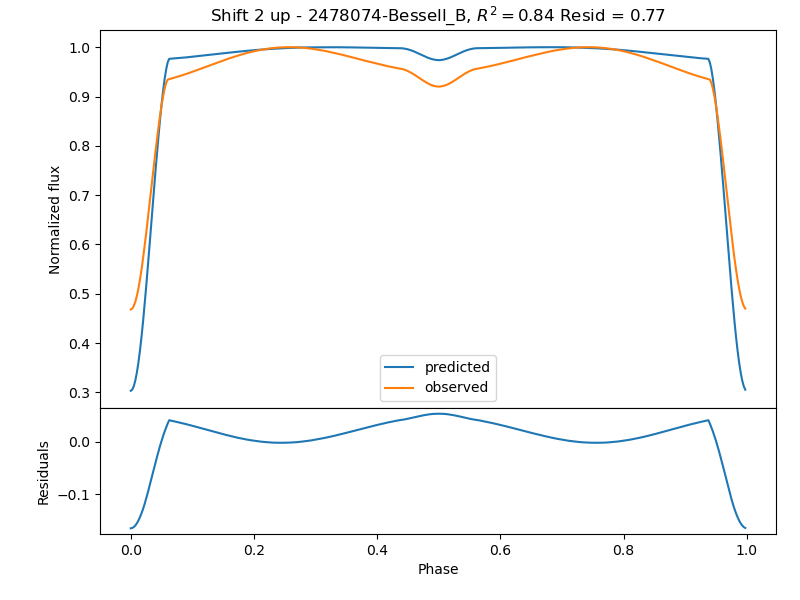 Shift 2 up - 2478074-Bessell_B, R² = 0.84 Resid = 0.77
1.0
0.9
0.8
0.7
0.6
0.5
0.4
0.3
Normalized flux
predicted
observed
0.0
−0.1
Residuals
0.0 0.2 0.4 0.6 0.8 1.0
Phase